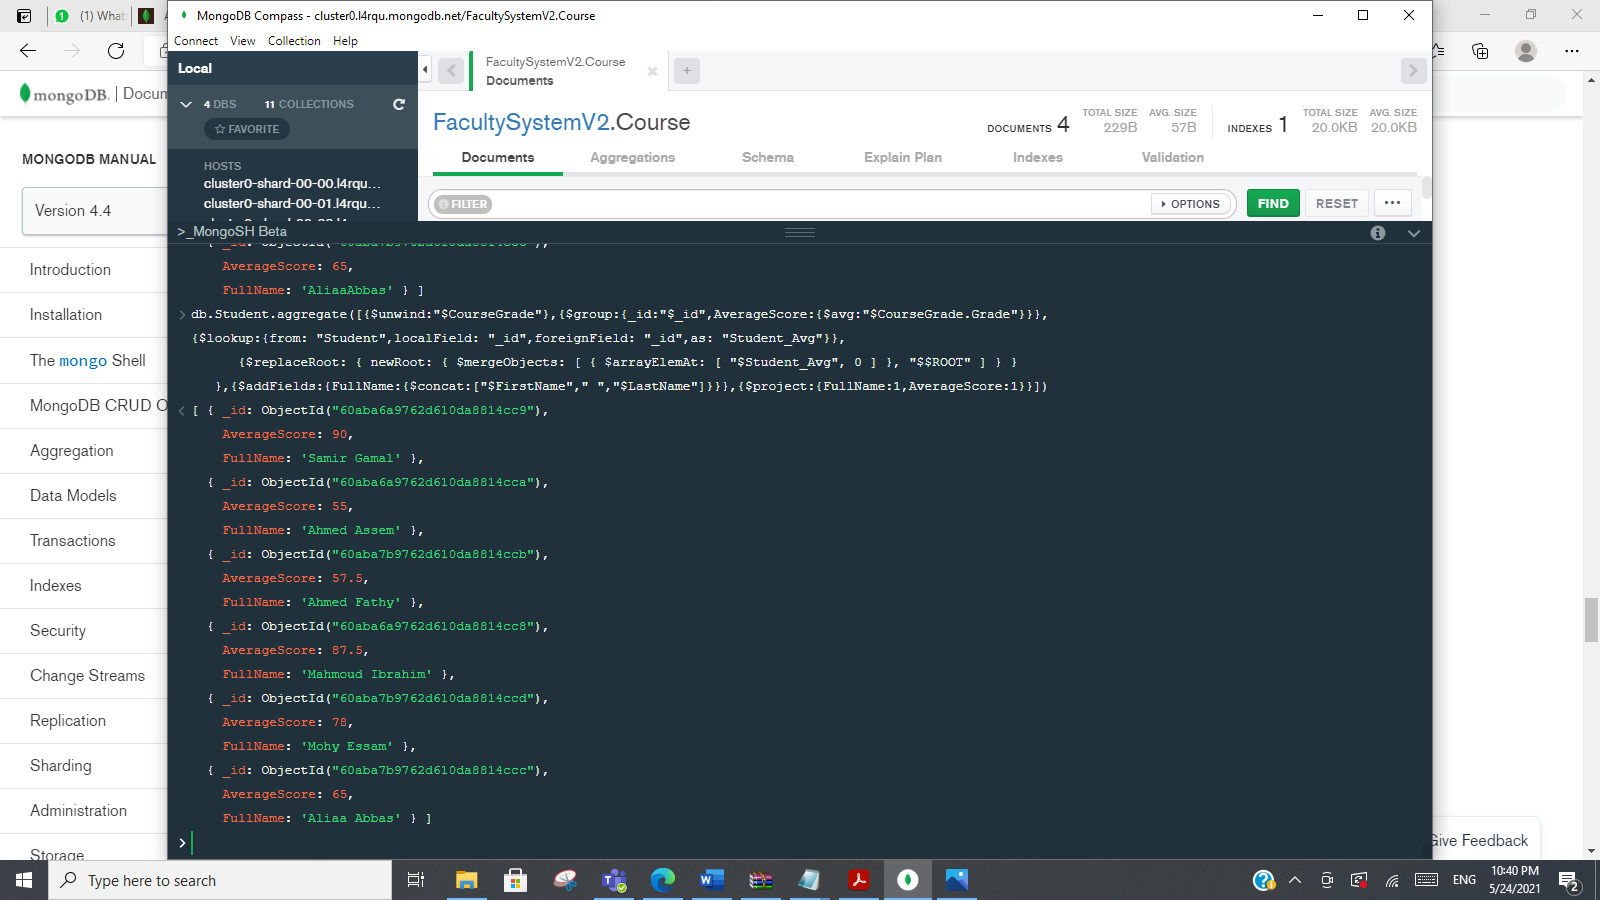 (1) What
MongoDB Compass - cluster0.l4rqu.mongodb.net/FacultySystemV2.Course
Connect View Collection Help
Local
FacultySystemV2.Course
Documents
mongoDB. Docum
4 DBS 11 COLLECTIONS
FAVORITE
FacultySystemV2.Course
DOCUMENTS 4 TOTAL SIZE 229B AVG. SIZE 57B INDEXES 1 TOTAL SIZE 20.0KB AVG. SIZE 20.0KB
MONGODB MANUAL
HOSTS
cluster0-shard-00-00.l4rqu...
cluster0-shard-00-01.l4rqu...
Documents Aggregations Schema Explain Plan Indexes Validation
Version 4.4
FILTER OPTIONS FIND RESET ...
>_MongoSH Beta
AverageScore: 65,
FullName: 'AliaaAbbas' } ]
db.Student.aggregate([{$unwind:"$CourseGrade"},{$group:{_id:"$_id",AverageScore:{$avg:"$CourseGrade.Grade"}}},
{$lookup:{from: "Student",localField: "_id",foreignField: "_id",as: "Student_Avg"}},
{$replaceRoot: { newRoot: { $mergeObjects: [ { $arrayElemAt: [ "$Student_Avg", 0 ] }, "$$ROOT" ] } }
},{$addFields:{FullName:{$concat:["$FirstName"," ","$LastName"]}}},{$project:{FullName:1,AverageScore:1}}])
[ { _id: ObjectId("60aba6a9762d610da8814cc9"),
AverageScore: 90,
FullName: 'Samir Gamal' },
{ _id: ObjectId("60aba6a9762d610da8814cca"),
AverageScore: 55,
FullName: 'Ahmed Assem' },
{ _id: ObjectId("60aba7b9762d610da8814ccb"),
AverageScore: 57.5,
FullName: 'Ahmed Fathy' },
{ _id: ObjectId("60aba6a9762d610da8814cc8"),
AverageScore: 87.5,
FullName: 'Mahmoud Ibrahim' },
{ _id: ObjectId("60aba7b9762d610da8814ccd"),
AverageScore: 78,
FullName: 'Mohy Essam' },
{ _id: ObjectId("60aba7b9762d610da8814ccc"),
AverageScore: 65,
FullName: 'Aliaa Abbas' } ]
>
Introduction
Installation
The mongo Shell
MongoDB CRUD O
Aggregation
Data Models
Transactions
Indexes
Security
Change Streams
Replication
Sharding
Administration
Storage
Give Feedback
Type here to search
ENG
10:40 PM
5/24/2021
2